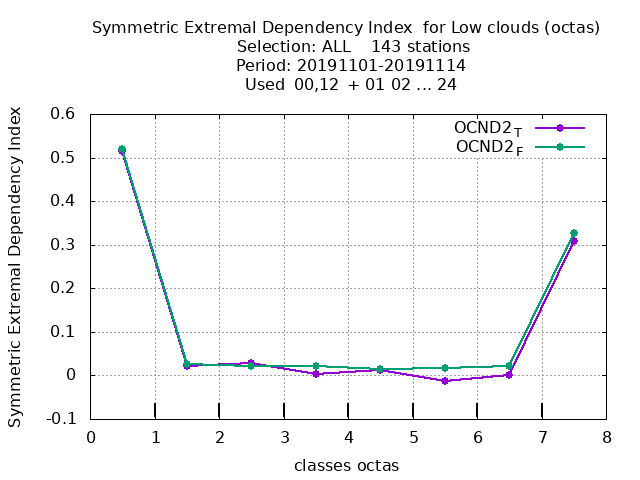 Symmetric Extremal Dependency Index  for Low clouds (octas)
Selection: ALL    143 stations
Period: 20191101-20191114
Used  00,12  + 01 02 ... 24
Symmetric Extremal Dependency Index
0.6
0.5
0.4
0.3
0.2
0.1
0
-0.1
OCND2T
OCND2F
0 1 2 3 4 5 6 7 8
classes octas